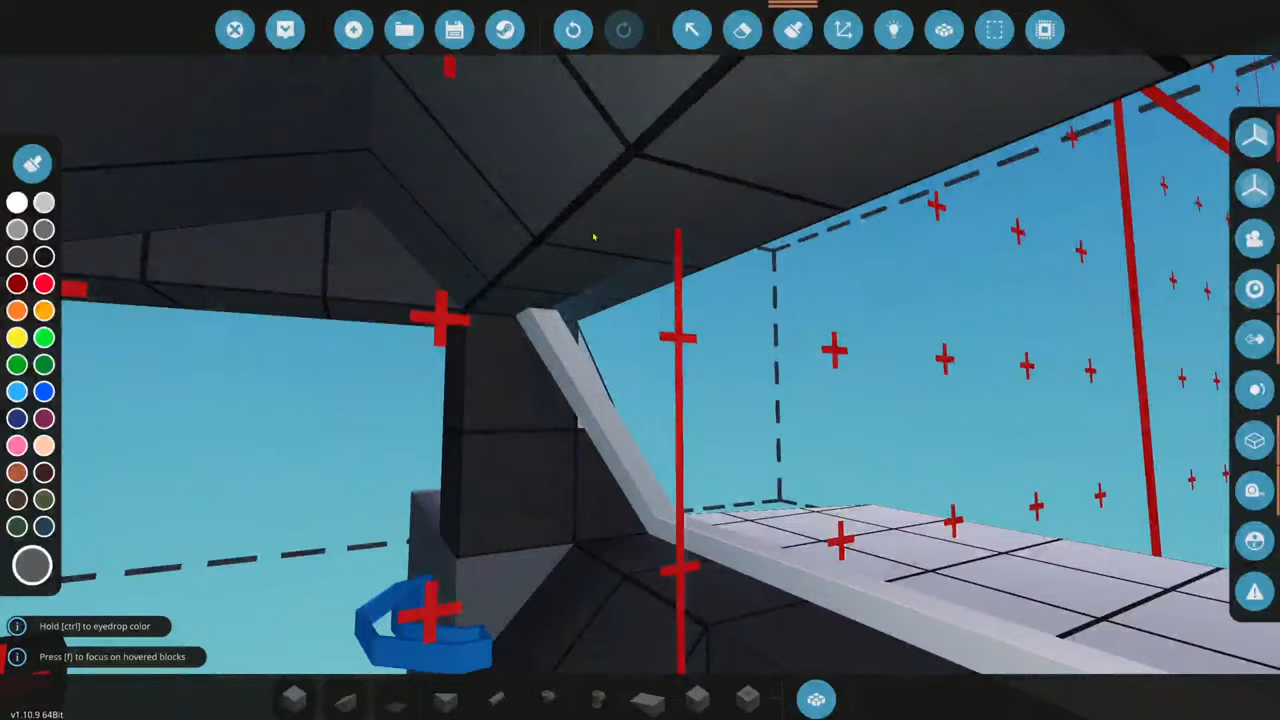 Hold [ctrl] to eyedrop color
Press [f] to focus on hovered blocks
v1.10.9 64Bit